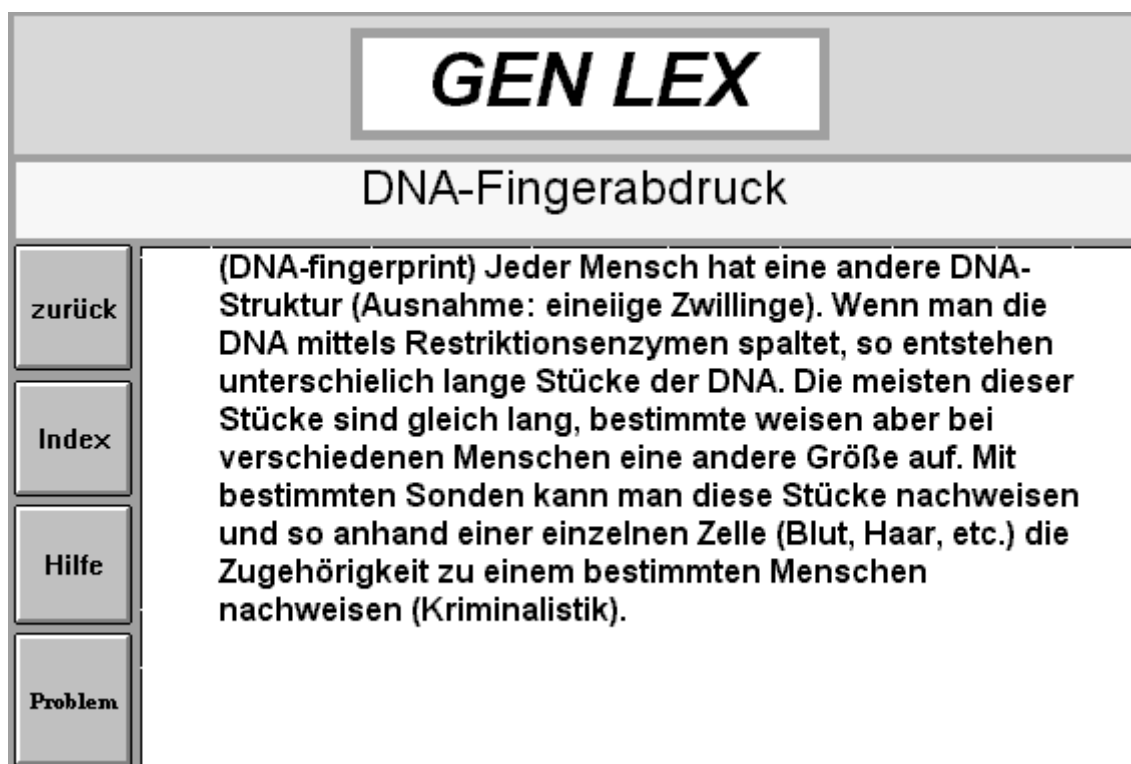 GEN LEX
DNA-Fingerabdruck
zurück
Index
Hilfe
Problem
(DNA-fingerprint) Jeder Mensch hat eine andere DNA-
Struktur (Ausnahme: eineiige Zwillinge). Wenn man die
DNA mittels Restriktionsenzymen spaltet, so entstehen
unterschielich lange Stücke der DNA. Die meisten dieser
Stücke sind gleich lang, bestimmte weisen aber bei
verschiedenen Menschen eine andere Größe auf. Mit
bestimmten Sonden kann man diese Stücke nachweisen
und so anhand einer einzelnen Zelle (Blut, Haar, etc.) die
Zugehörigkeit zu einem bestimmten Menschen
nachweisen (Kriminalistik).